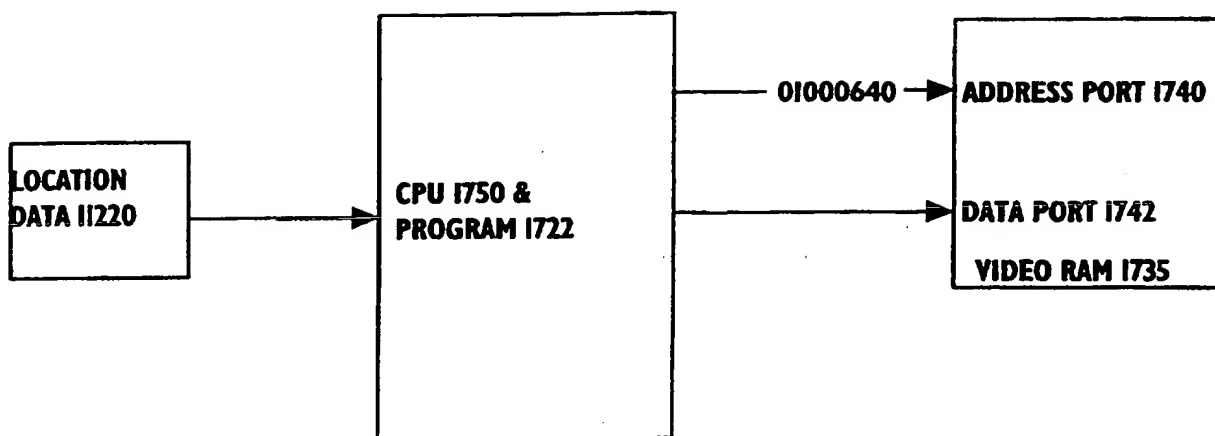 LOCATION
DATA 11220
CPU 1750 &
PROGRAM 1722
01000640
ADDRESS PORT 1740
DATA PORT 1742
VIDEO RAM 1735